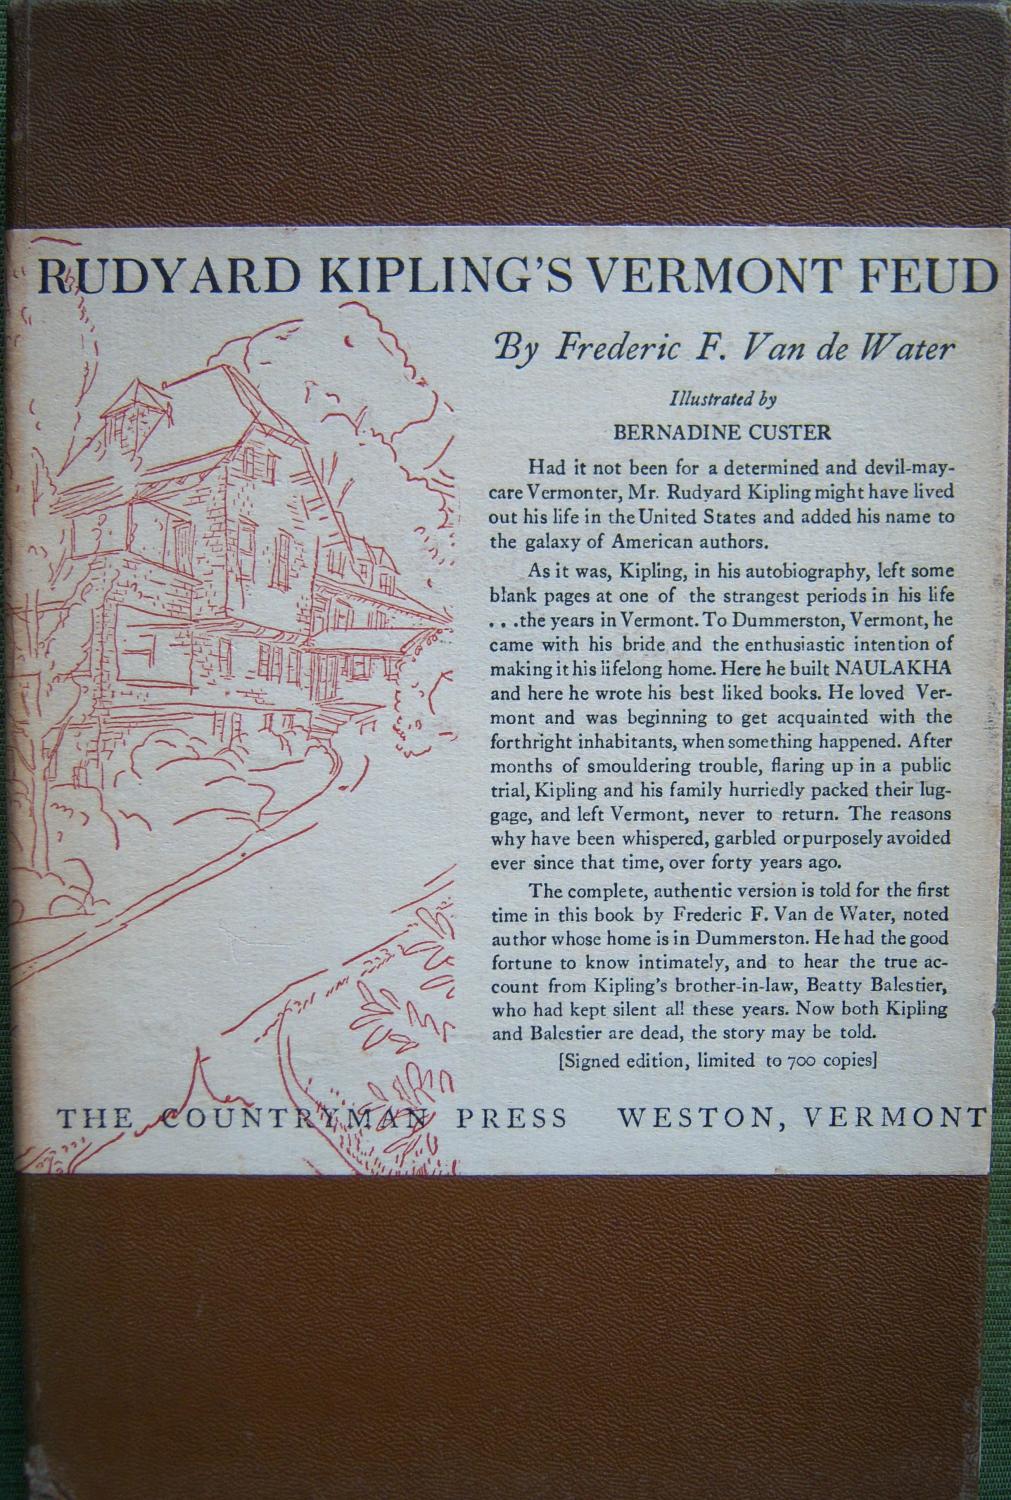 RUDYARD KIPLING'S VERMONT FEUD
By Frederic F. Van de Water
Illustrated by
BERNADINE CUSTER
Had it not been for a determined and devil-may-
care Vermonter, Mr. Rudyard Kipling might have lived
out his life in the United States and added his name to
the galaxy of American authors.
As it was, Kipling, in his autobiography, left some
blank pages at one of the strangest periods in his life
. . .the years in Vermont. To Dummerston, Vermont, he
came with his bride and the enthusiastic intention of
making it his lifelong home. Here he built NAULAKHA
and here he wrote his best liked books. He loved Ver-
mont and was beginning to get acquainted with the
forthright inhabitants, when something happened. After
months of smouldering trouble, flaring up in a public
trial, Kipling and his family hurriedly packed their lug-
gage, and left Vermont, never to return. The reasons
why have been whispered, garbled or purposely avoided
ever since that time, over forty years ago.
The complete, authentic version is told for the first
time in this book by Frederic F. Van de Water, noted
author whose home is in Dummerston. He had the good
fortune to know intimately, and to hear the true ac-
count from Kipling's brother-in-law, Beatty Balestier,
who had kept silent all these years. Now both Kipling
and Balestier are dead, the story may be told.
[Signed edition, limited to 700 copies]
THE COUNTRYMAN PRESS WESTON, VERMONT